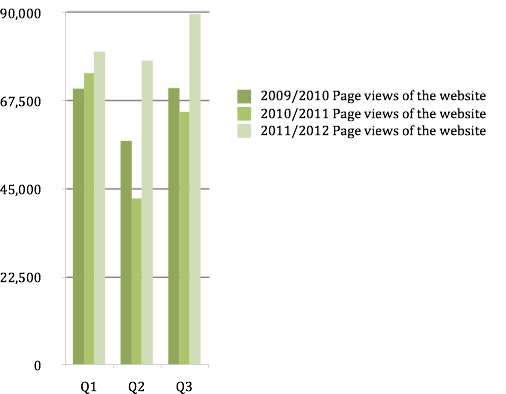 90,000
67,500
45,000
22,500
0
Q1 Q2 Q3
2009/2010 Page views of the website
2010/2011 Page views of the website
2011/2012 Page views of the website